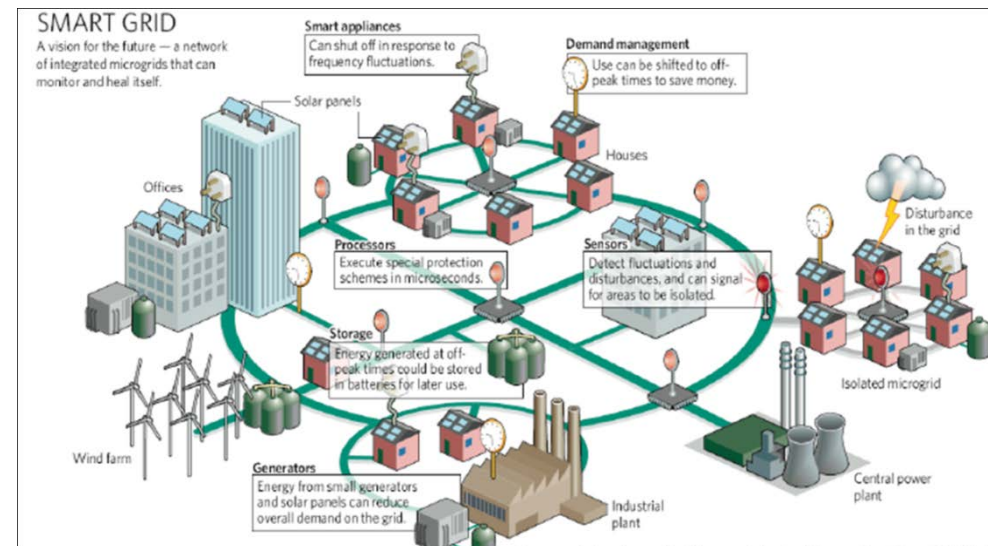 SMART GRID
A vision for the future — a network
of integrated microgrids that can
monitor and heal itself.
Smart appliances
Can shut off in response to
frequency fluctuations.
Demand management
Use can be shifted to off-
peak times to save money.
Solar panels
Houses
Offices
Disturbance
in the grid
Processors
Execute special protection
schemes in microseconds.
Sensors
Detect fluctuations and
disturbances, and can signal
for areas to be isolated.
Storage
Energy generated at off-
peak times could be stored
in batteries for later use.
Isolated microgrid
Wind farm
Generators
Energy from small generators
and solar panels can reduce
overall demand on the grid.
Industrial
plant
Central power
plant